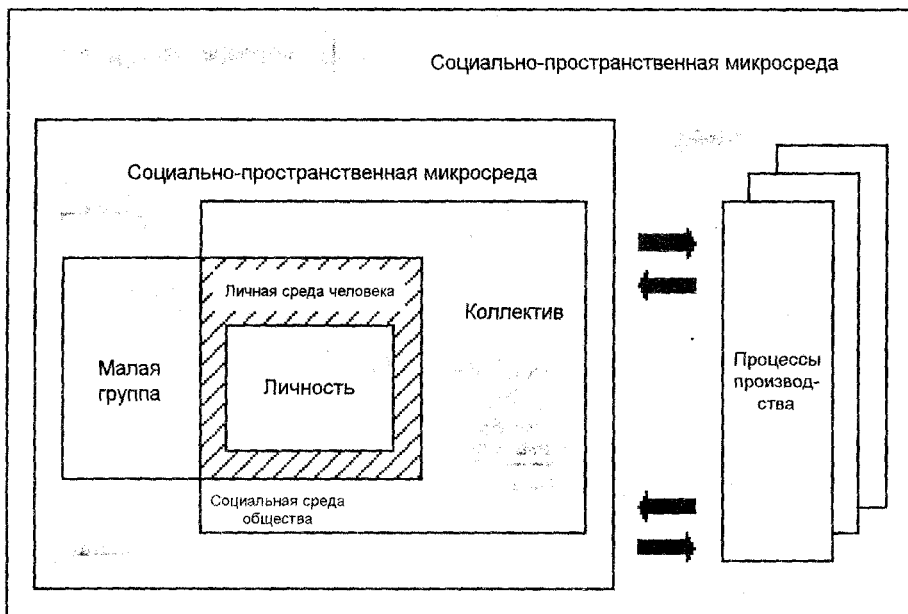 Социально-пространственная микросреда
Социально-пространственная микросреда
Личная среда человека
Коллектив
Малая
группа
Личность
Процессы
производ-
ства
Социальная среда
общества